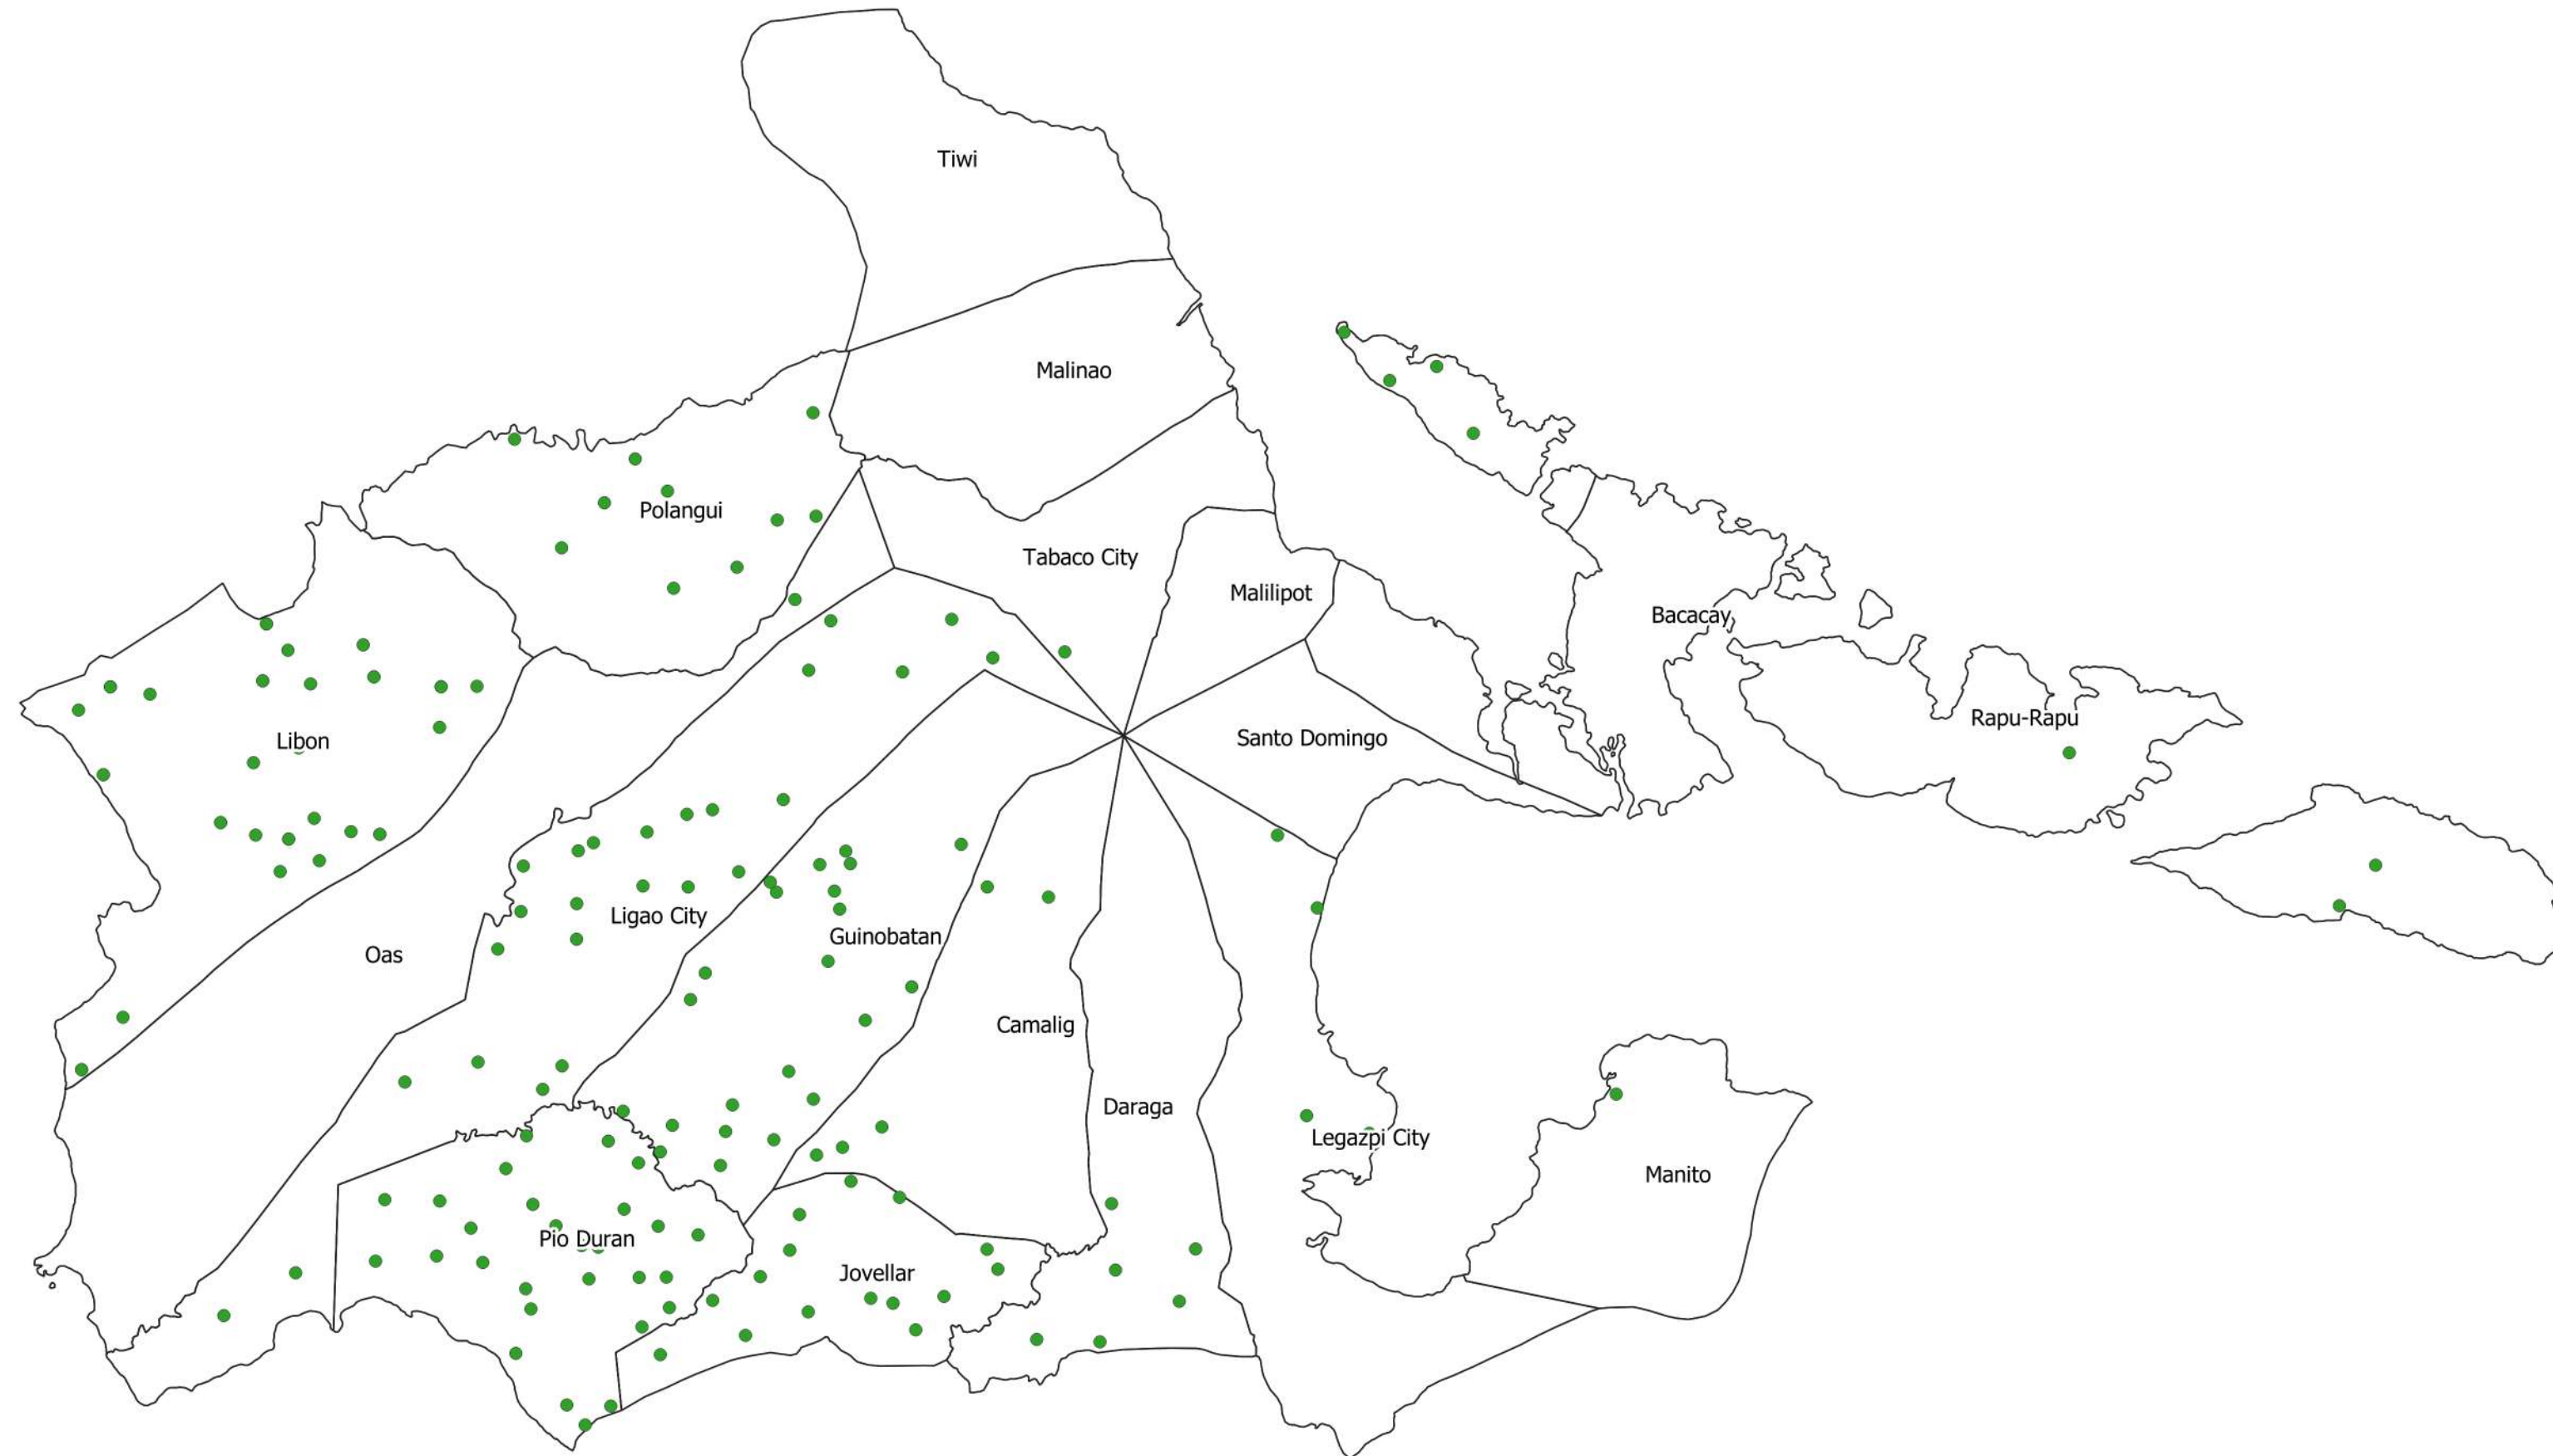 Tiwi
Malinao
Polangui
Tabaco City
Malilipot
Bacacay
Rapu-Rapu
Libon
Santo Domingo
Ligao City
Guinobatan
Oas
Camalig
Daraga
Legazpi City
Manito
Pio Duran
Jovellar